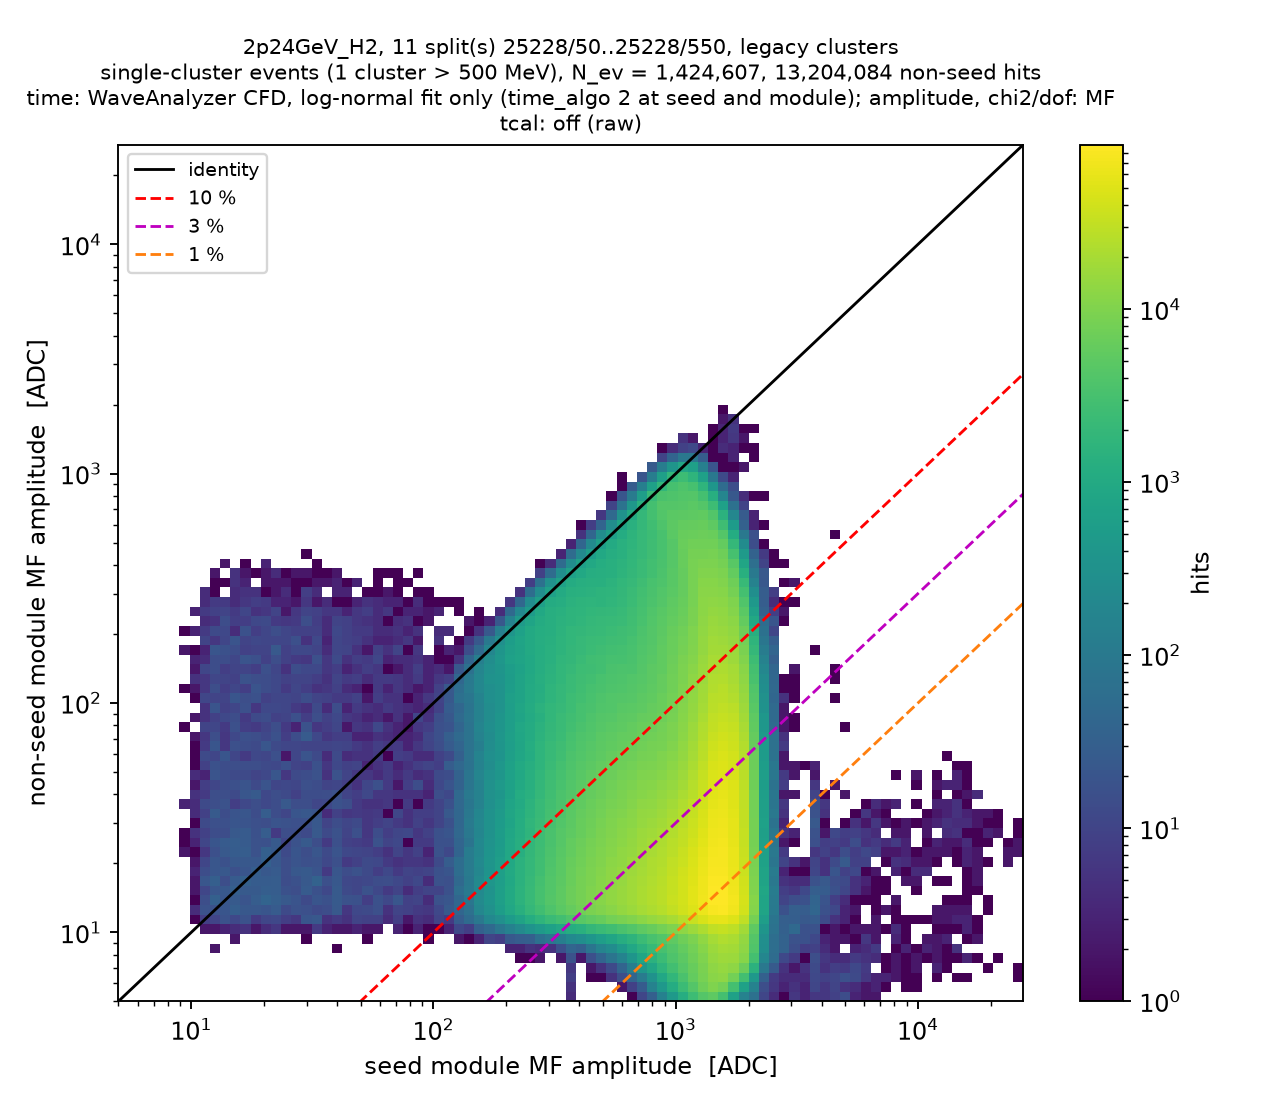 2p24GeV_H2, 11 split(s) 25228/50..25228/550, legacy clusters
single-cluster events (1 cluster > 500 MeV), N_ev = 1,424,607, 13,204,084 non-seed hits
time: WaveAnalyzer CFD, log-normal fit only (time_algo 2 at seed and module); amplitude, chi2/dof: MF
tcal: off (raw)
identity
10 %
3 %
1 %
non-seed module MF amplitude [ADC]
10⁴
10³
10²
10¹
10¹
10²
10³
10⁴
seed module MF amplitude [ADC]
10⁴
10³
10²
10¹
10⁰
hits